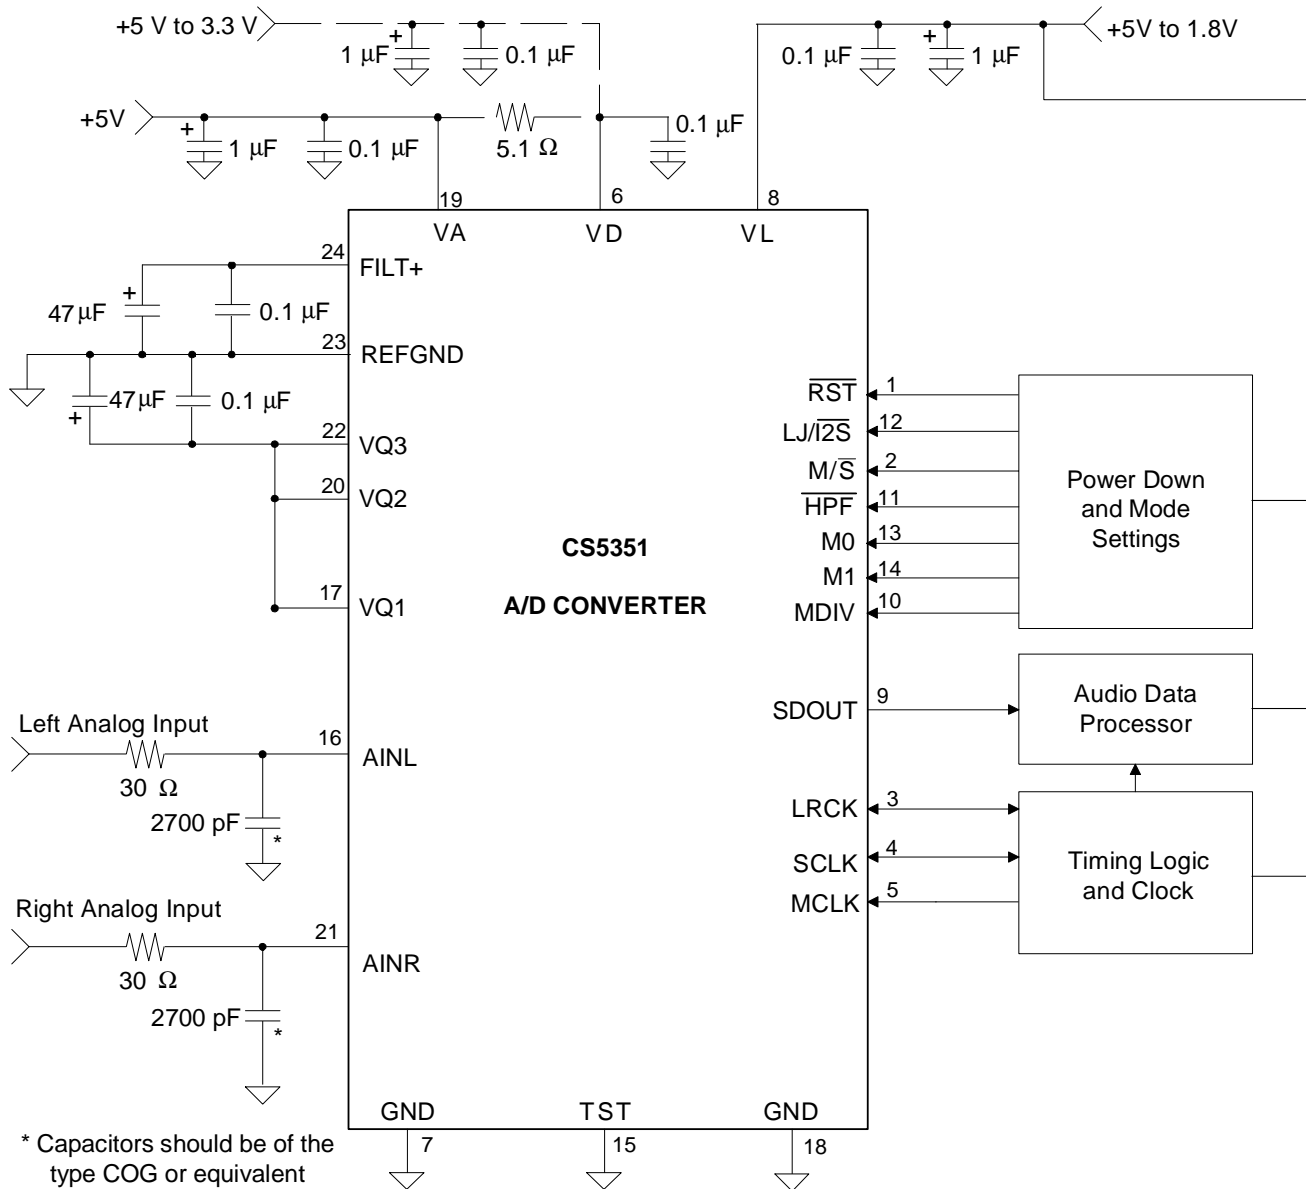 +5 V to 3.3 V
+
1 µF
0.1 µF
0.1 µF
+
1 µF
+5V to 1.8V
+5V
+
1 µF
0.1 µF
5.1 Ω
0.1 µF
19
6
8
VA
VD
VL
24
FILT+
+
47 µF
0.1 µF
23
REFGND
47 µF
+
0.1 µF
22
VQ3
20
VQ2
17
VQ1
CS5351
A/D CONVERTER
RST
1
LJ/I2S
12
M/S
2
HPF
11
M0
13
M1
14
MDIV
10
Power Down
and Mode
Settings
SDOUT
9
Audio Data
Processor
Left Analog Input
16
AINL
30 Ω
2700 pF
*
LRCK
3
SCLK
4
MCLK
5
Timing Logic
and Clock
Right Analog Input
21
AINR
30 Ω
2700 pF
*
GND
7
TST
15
GND
18
* Capacitors should be of the
type COG or equivalent